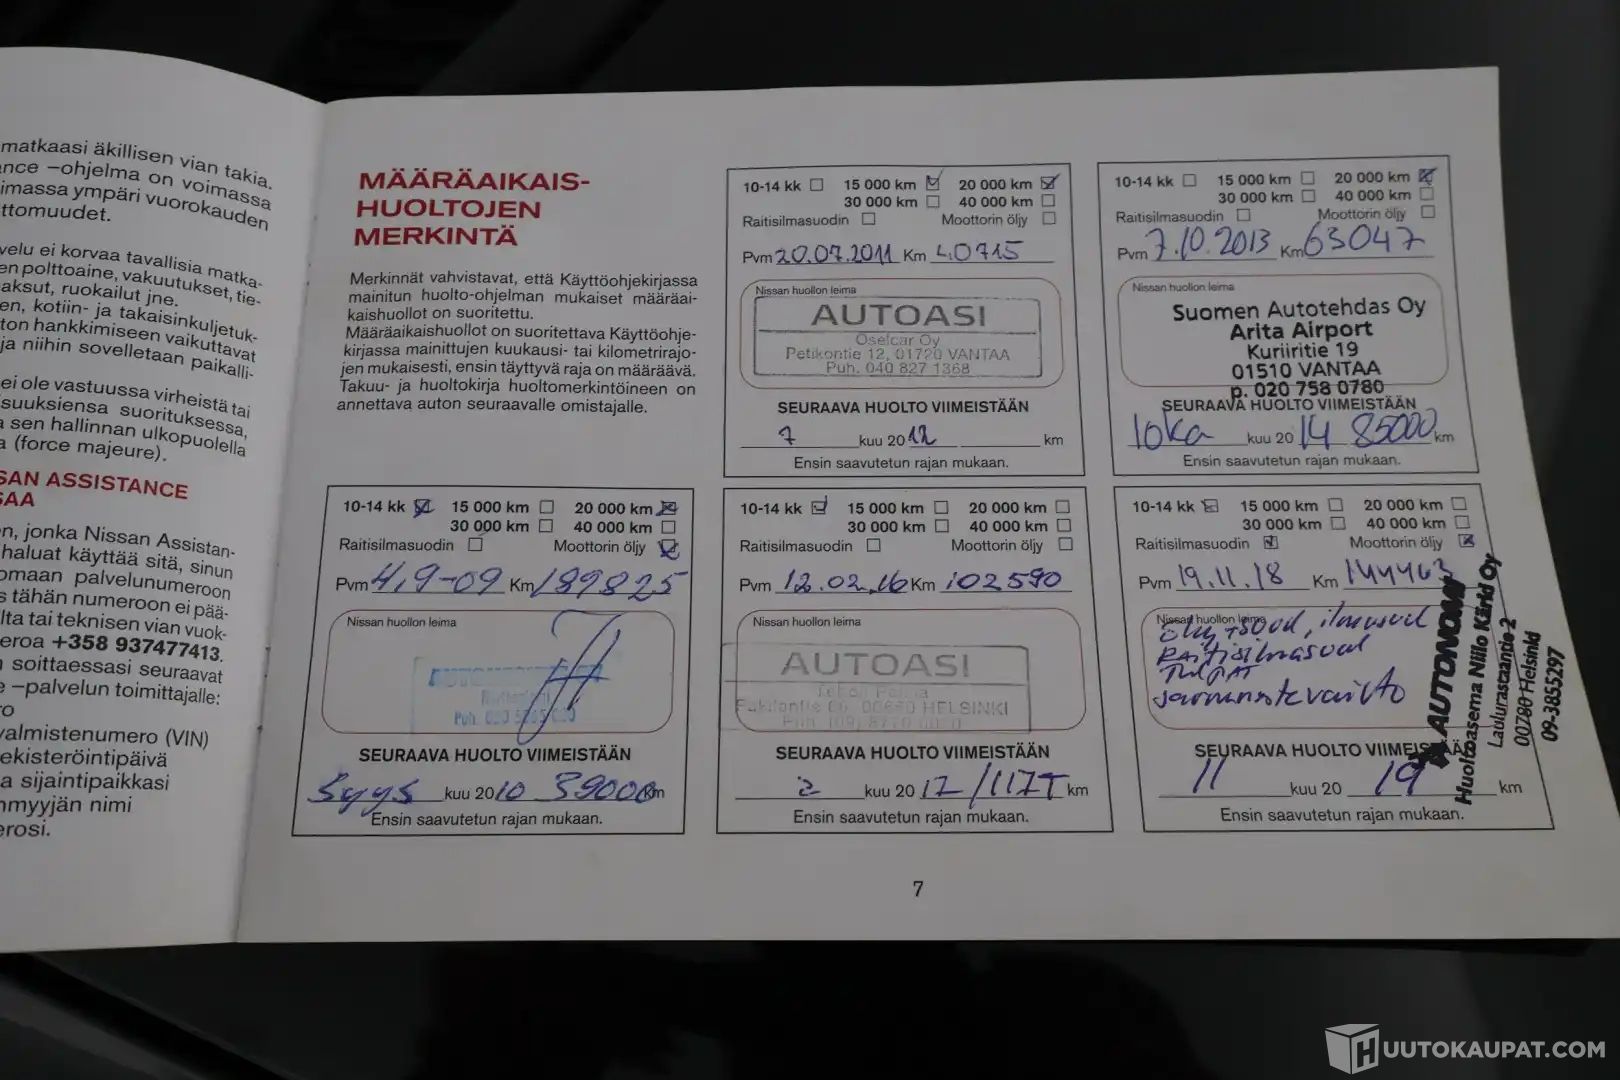 matkaasi äkillisen vian takia.
ance –ohjelma on voimassa
imassa ympäri vuorokauden
ttomuudet.
velu ei korvaa tavallisia matka-
en polttoaine, vakuutukset, tie-
aksut, ruokailut jne.
en, kotiin- ja takaisinkuljetuk-
ton hankkimiseen vaikuttavat
ja niihin sovelletaan paikalli-
ei ole vastuussa virheistä tai
suuksiensa suorituksessa,
a sen hallinnan ulkopuolella
a (force majeure).
SAN ASSISTANCE
SAA
n, jonka Nissan Assistan-
haluat käyttää sitä, sinun
omaan palvelunumeroon
s tähän numeroon ei pää-
lta tai teknisen vian vuok-
eroa +358 937477413.
n soittaessasi seuraavat
e –palvelun toimittajalle:
ro
valmistenumero (VIN)
ekisteröintipäivä
a sijaintipaikkasi
nmyyjän nimi
erosi.
MÄÄRÄAIKAIS-
HUOLTOJEN
MERKINTÄ
Merkinnät vahvistavat, että Käyttöohjekirjassa
mainitun huolto-ohjelman mukaiset määräai-
kaishuollot on suoritettu.
Määräaikaishuollot on suoritettava Käyttöohje-
kirjassa mainittujen kuukausi- tai kilometrirajo-
jen mukaisesti, ensin täyttyvä raja on määräävä.
Takuu- ja huoltokirja huoltomerkintöineen on
annettava auton seuraavalle omistajalle.
10-14 kk 15 000 km 20 000 km
30 000 km 40 000 km
Raitisilmasuodin Moottorin öljy
Pvm 20.07.2011 Km 40715
Nissan huollon leima
AUTOASI
Oselcar Oy
Petikontie 12, 01720 VANTAA
Puh. 040 827 1368
SEURAAVA HUOLTO VIIMEISTÄÄN
7 kuu 2012 km
Ensin saavutetun rajan mukaan.
10-14 kk 15 000 km 20 000 km
30 000 km 40 000 km
Raitisilmasuodin Moottorin öljy
Pvm 7.10.2013 Km 63047
Nissan huollon leima
Suomen Autotehdas Oy
Arita Airport
Kuriiritie 19
01510 VANTAA
p. 020 758 0780
SEURAAVA HUOLTO VIIMEISTÄÄN
loka kuu 2014 85000 km
Ensin saavutetun rajan mukaan.
10-14 kk 15 000 km 20 000 km
30 000 km 40 000 km
Raitisilmasuodin Moottorin öljy
Pvm 4,9-09 Km
Nissan huollon leima
SEURAAVA HUOLTO VIIMEISTÄÄN
Syys kuu 2010 39000 km
Ensin saavutetun rajan mukaan.
10-14 kk 15 000 km 20 000 km
30 000 km 40 000 km
Raitisilmasuodin Moottorin öljy
Pvm 12.02.16 Km 102590
Nissan huollon leima
AUTOASI
HELSINKI
SEURAAVA HUOLTO VIIMEISTÄÄN
2 kuu 2017/117T km
Ensin saavutetun rajan mukaan.
10-14 kk 15 000 km 20 000 km
30 000 km 40 000 km
Raitisilmasuodin Moottorin öljy
Pvm 19.11.18 Km 144463
Nissan huollon leima
Öljy+suod, ilmasuod
Raitisilmasuod
Tulpat
jarrunestevaihto
AUTONOMI
Huoltoasema Niilo Kärki Oy
Laulurastaantie 2
00780 Helsinki
09-3855297
SEURAAVA HUOLTO VIIMEISTÄÄN
11 kuu 2019 km
Ensin saavutetun rajan mukaan.
7
HUUTOKAUPAT.COM